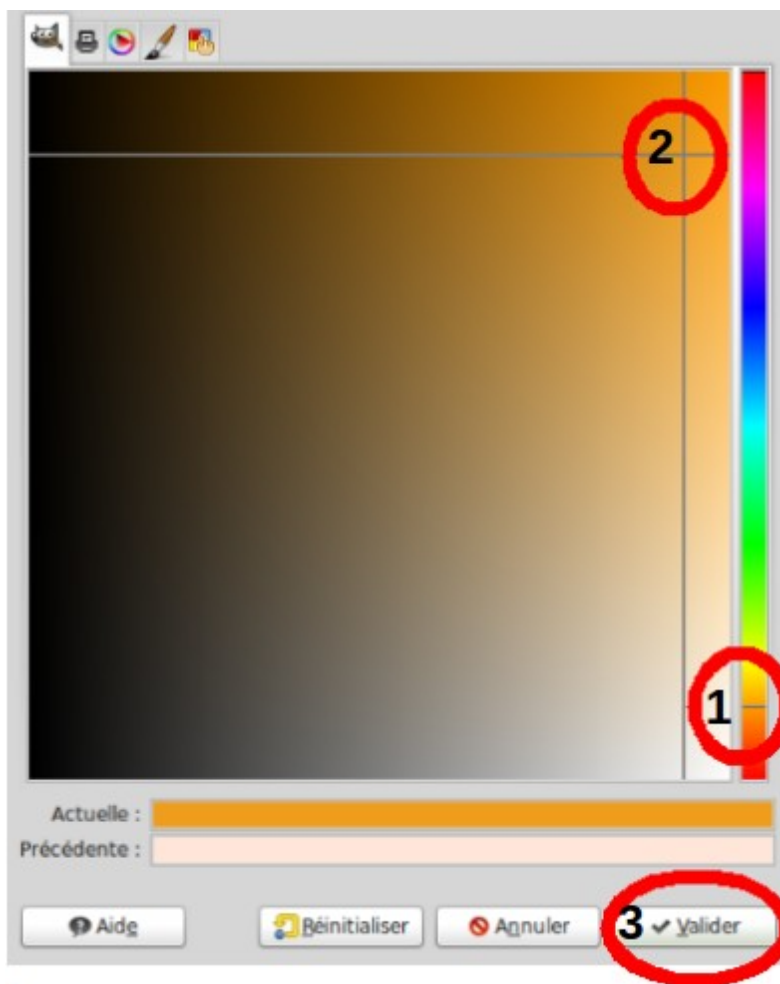 2
1
Actuelle :
Précédente :
Aide Réinitialiser Annuler 3 Valider